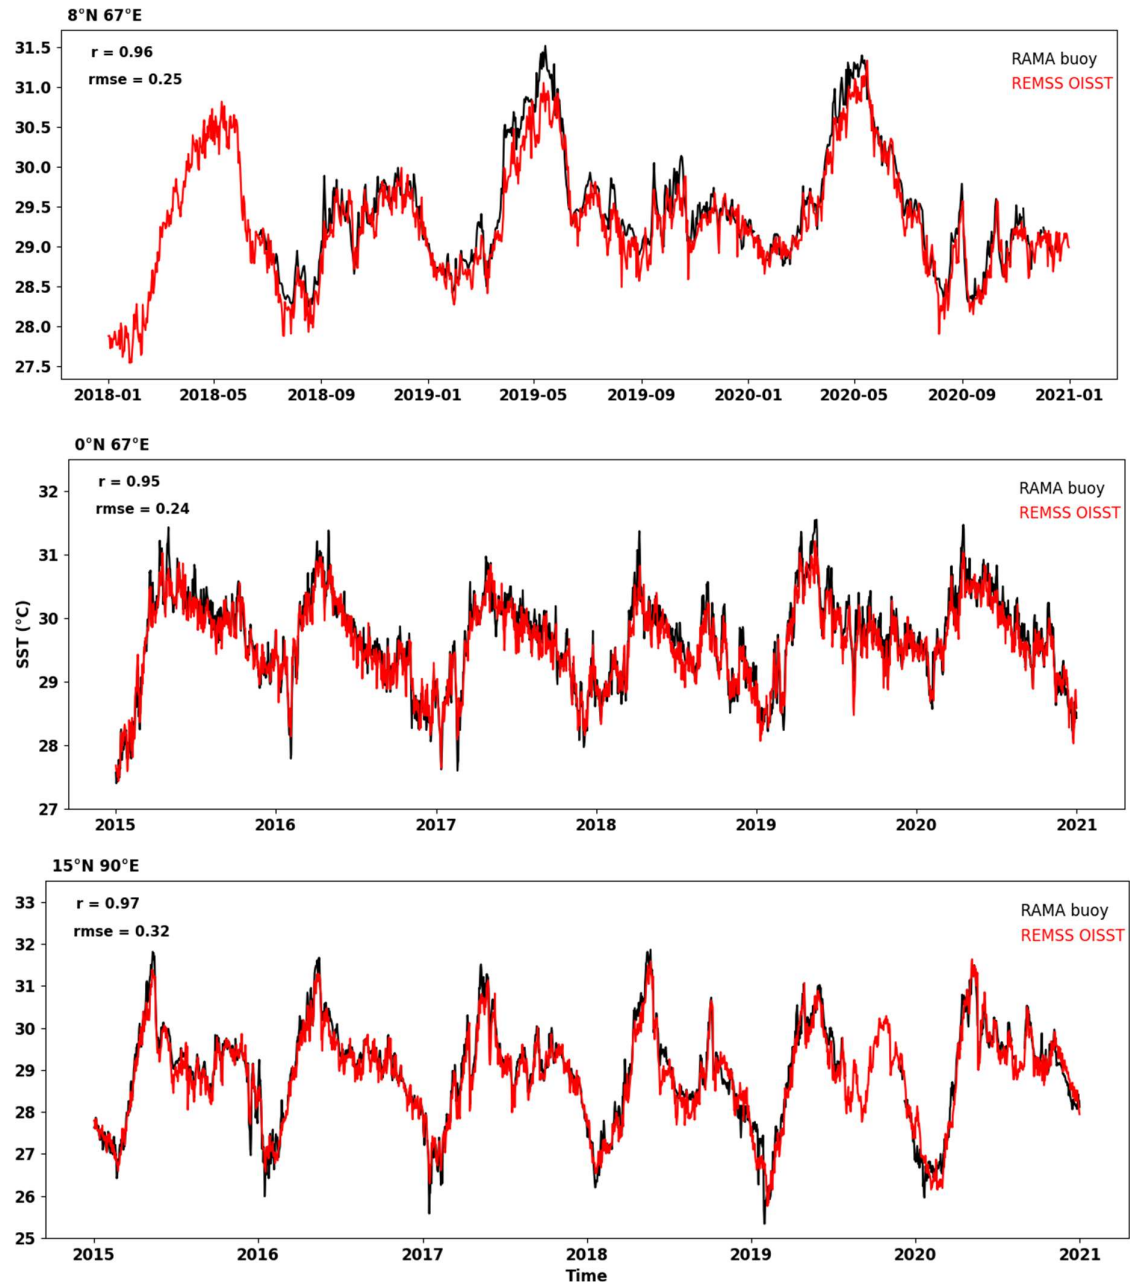 8°N 67°E
r = 0.96
rmse = 0.25
RAMA buoy
REMSS OISST
31.5
31.0
30.5
30.0
29.5
29.0
28.5
28.0
27.5
2018-01 2018-05 2018-09 2019-01 2019-05 2019-09 2020-01 2020-05 2020-09 2021-01
0°N 67°E
r = 0.95
rmse = 0.24
RAMA buoy
REMSS OISST
SST (°C)
32
31
30
29
28
27
2015 2016 2017 2018 2019 2020 2021
15°N 90°E
r = 0.97
rmse = 0.32
RAMA buoy
REMSS OISST
33
32
31
30
29
28
27
26
25
2015 2016 2017 2018 2019 2020 2021
Time